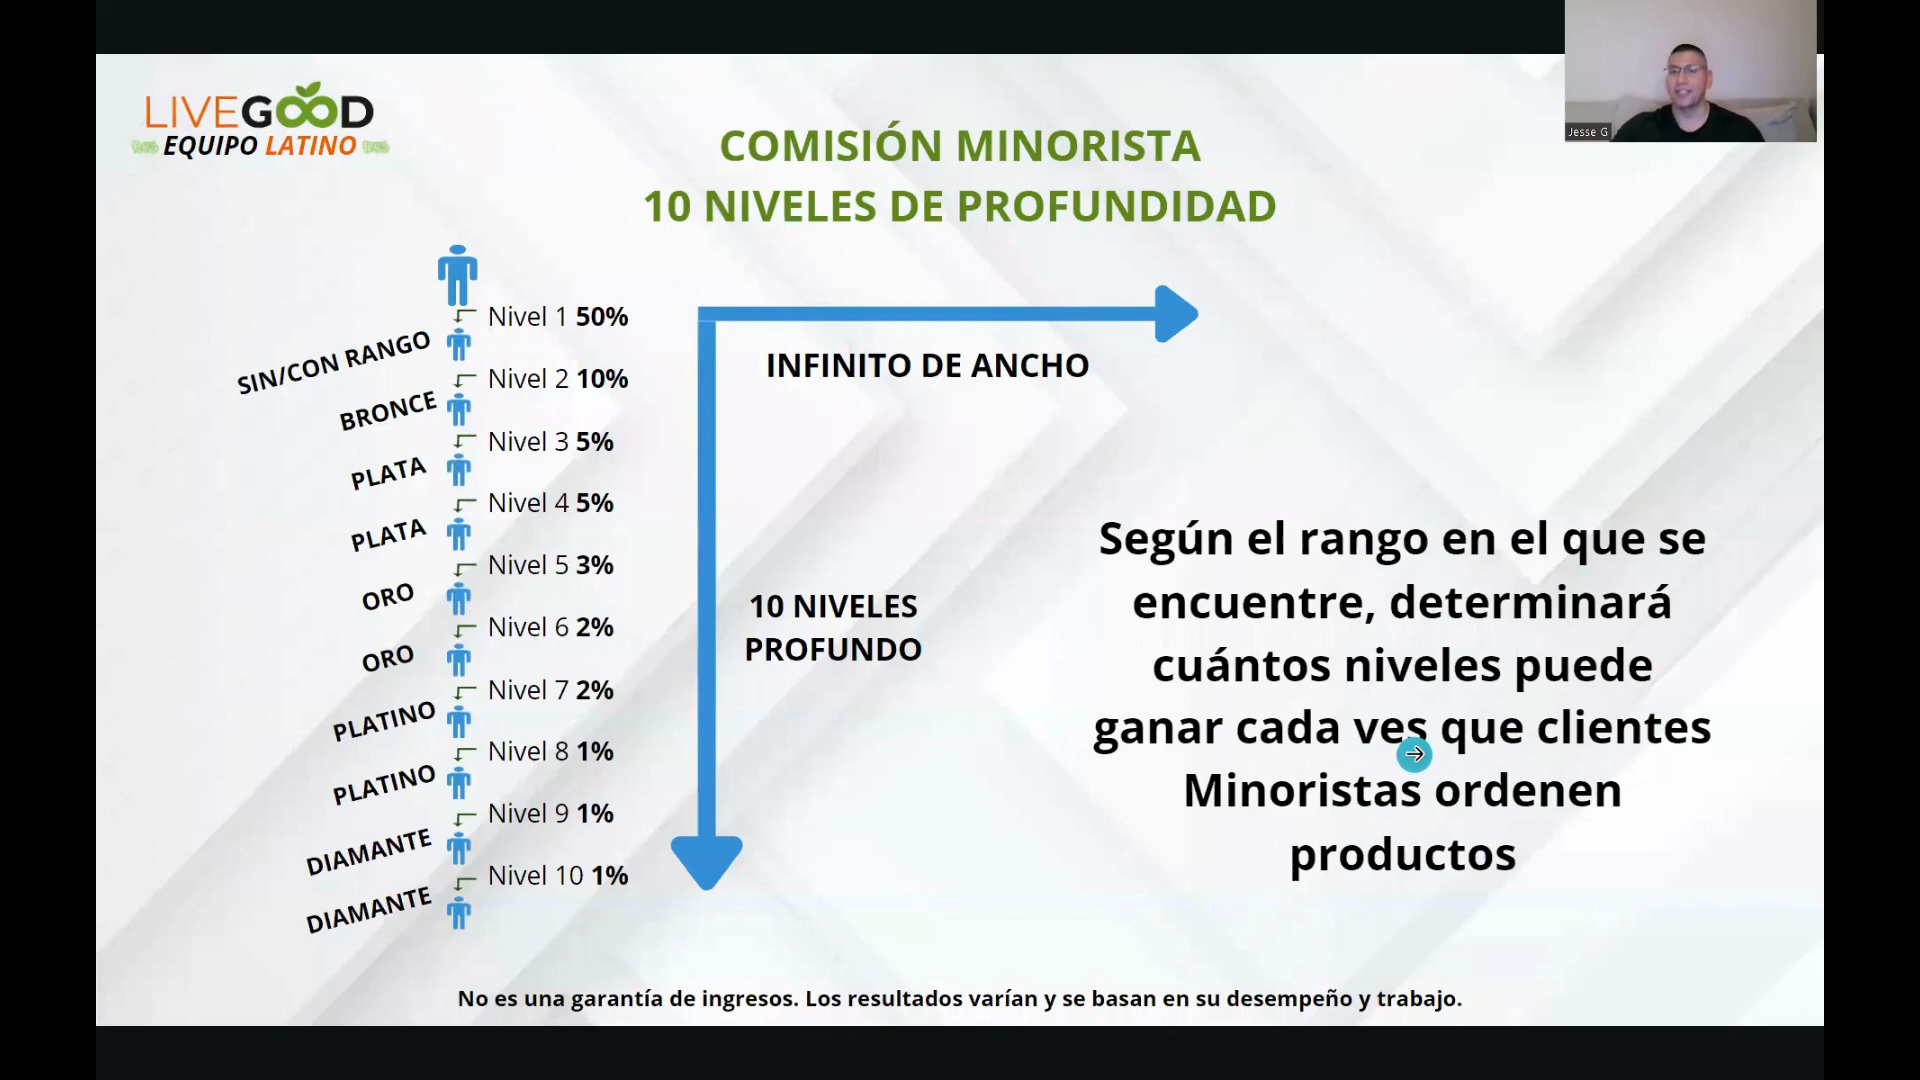 LIVEGOOD
EQUIPO LATINO
Jesse G
COMISIÓN MINORISTA
10 NIVELES DE PROFUNDIDAD
Nivel 1 50%
SIN/CON RANGO
Nivel 2 10%
BRONCE
Nivel 3 5%
PLATA
Nivel 4 5%
PLATA
Nivel 5 3%
ORO
Nivel 6 2%
ORO
Nivel 7 2%
PLATINO
Nivel 8 1%
PLATINO
Nivel 9 1%
DIAMANTE
Nivel 10 1%
DIAMANTE
INFINITO DE ANCHO
10 NIVELES
PROFUNDO
Según el rango en el que se
encuentre, determinará
cuántos niveles puede
ganar cada ves que clientes
Minoristas ordenen
productos
No es una garantía de ingresos. Los resultados varían y se basan en su desempeño y trabajo.